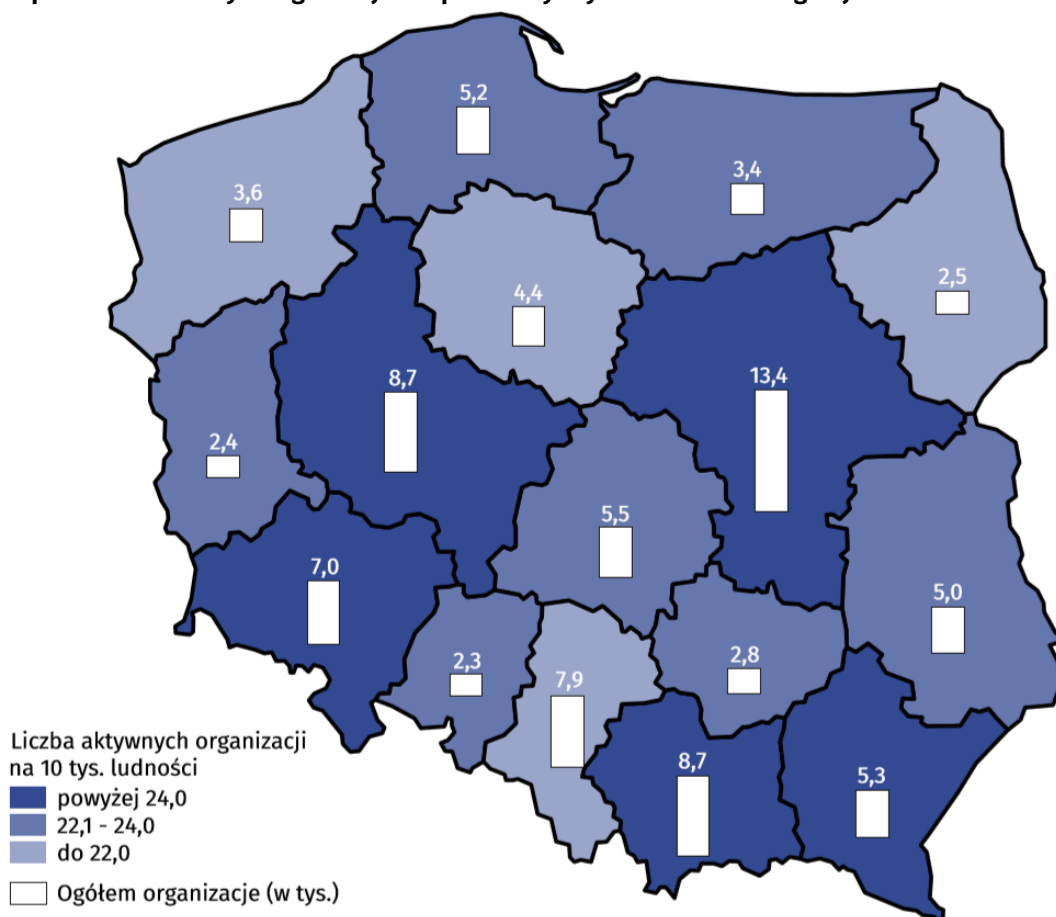 5,2
3,4
3,6
2,5
4,4
8,7
13,4
2,4
5,5
7,0
5,0
2,3
2,8
7,9
8,7
5,3
Liczba aktywnych organizacji
na 10 tys. ludności
powyżej 24,0
22,1 - 24,0
do 22,0
Ogółem organizacje (w tys.)